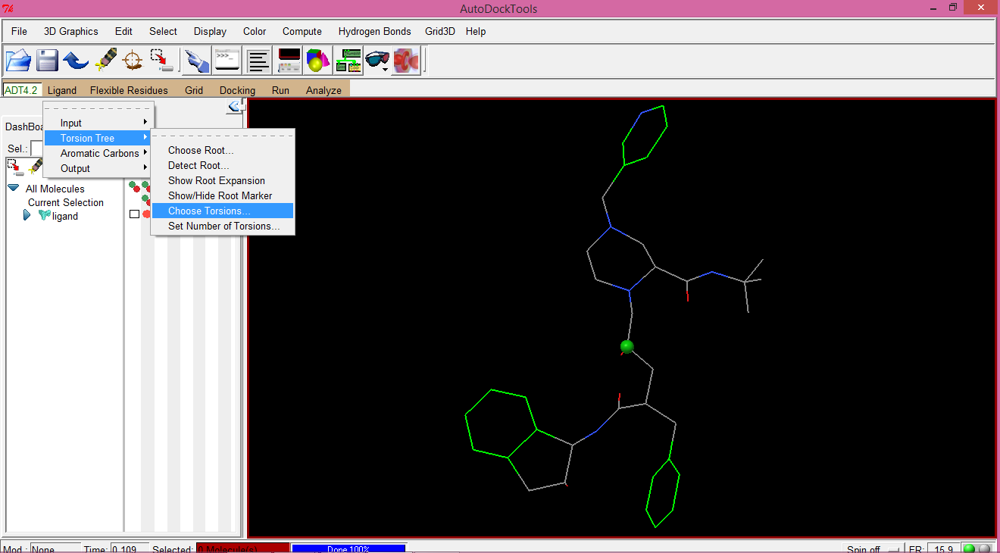 AutoDockTools
File 3D Graphics Edit Select Display Color Compute Hydrogen Bonds Grid3D Help
>>>
ADT4.2 Ligand Flexible Residues Grid Docking Run Analyze
DashBoa
Sel.:
Input
Torsion Tree
Aromatic Carbons
Output
Choose Root...
Detect Root...
Show Root Expansion
Show/Hide Root Marker
Choose Torsions...
Set Number of Torsions...
All Molecules
Current Selection
ligand
Mod.: None Time: 0.109 Selected: 0 Molecule(s) Done 100% Spin off FR: 15.9